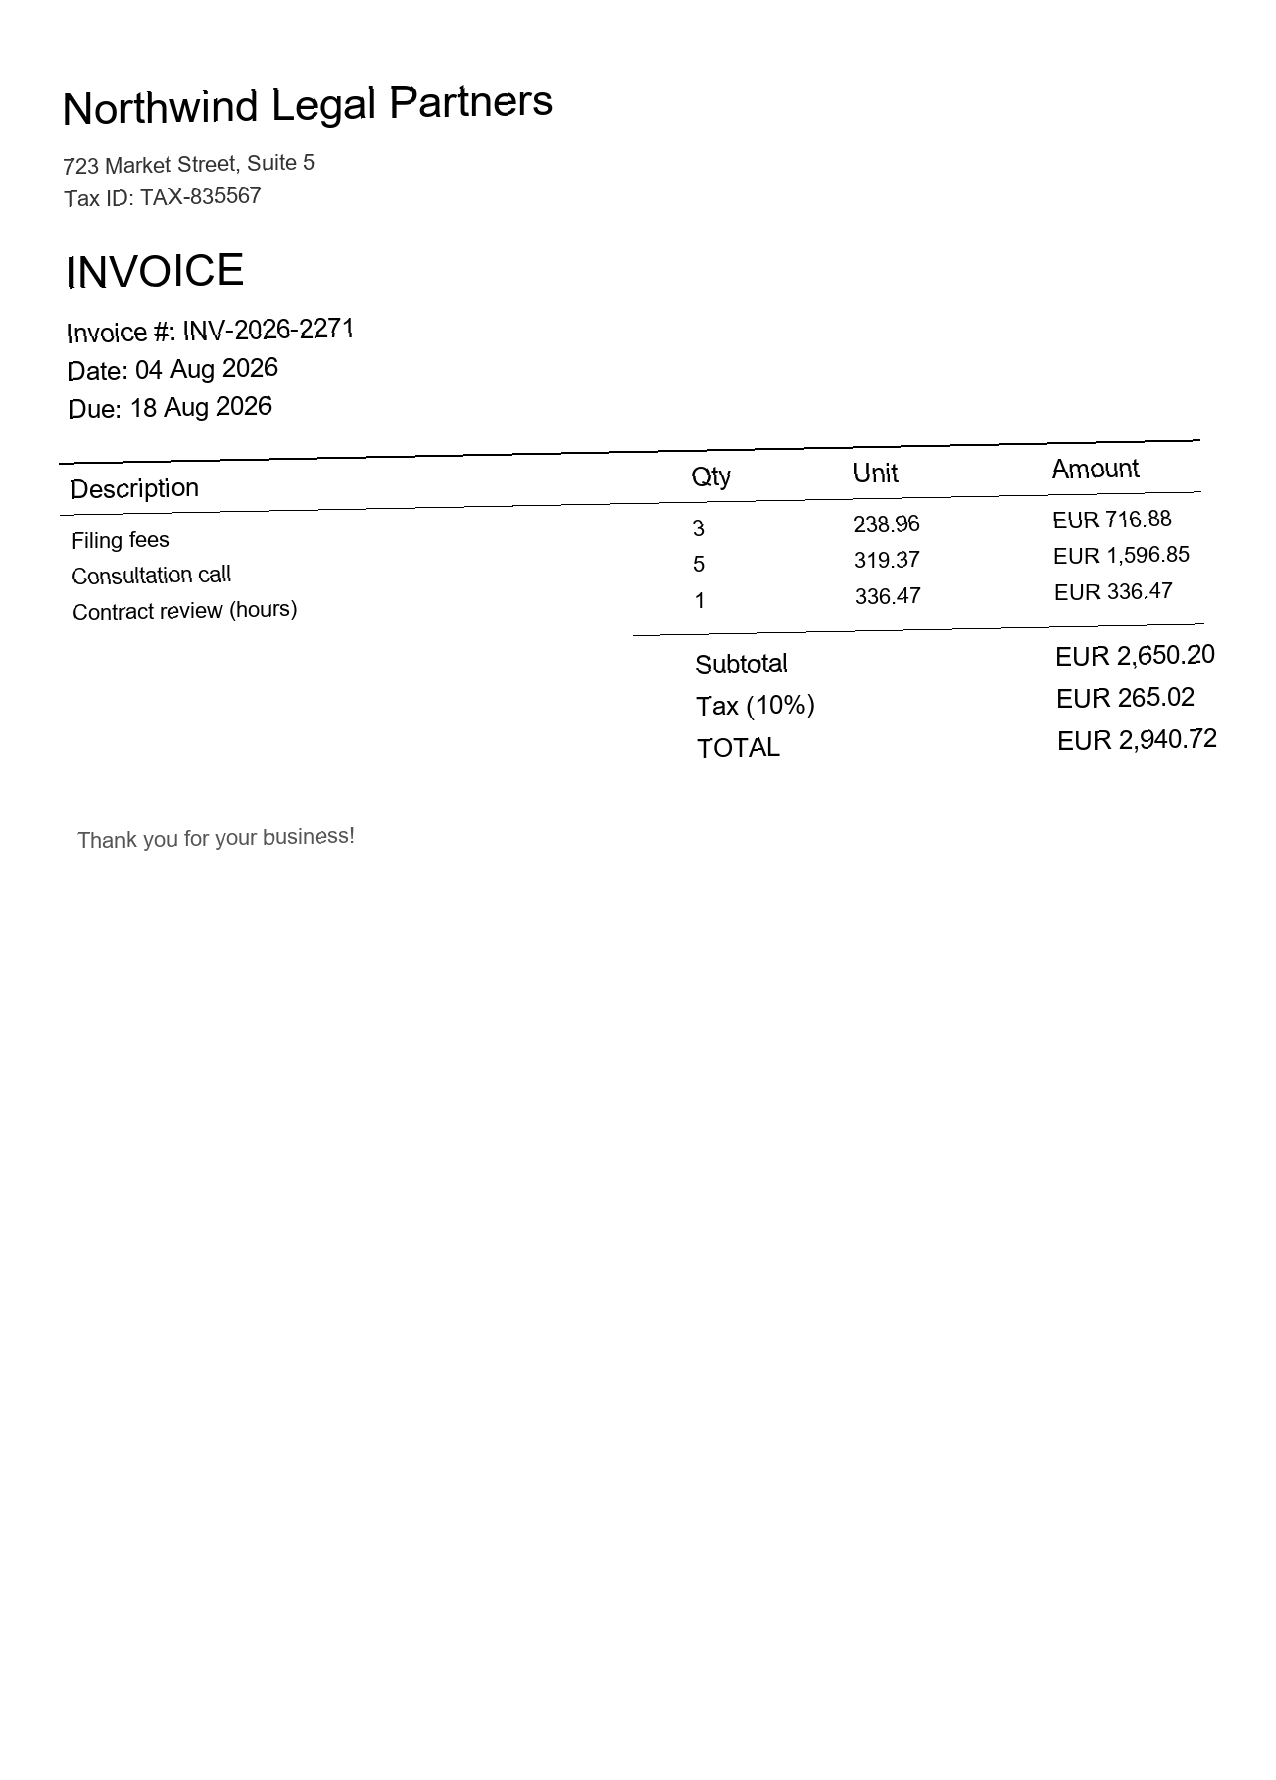 Northwind Legal Partners
723 Market Street, Suite 5
Tax ID: TAX-835567
INVOICE
Invoice #: INV-2026-2271
Date: 04 Aug 2026
Due: 18 Aug 2026
Description Qty Unit Amount
Filing fees 3 238.96 EUR 716.88
Consultation call 5 319.37 EUR 1,596.85
Contract review (hours) 1 336.47 EUR 336.47
Subtotal EUR 2,650.20
Tax (10%) EUR 265.02
TOTAL EUR 2,940.72
Thank you for your business!